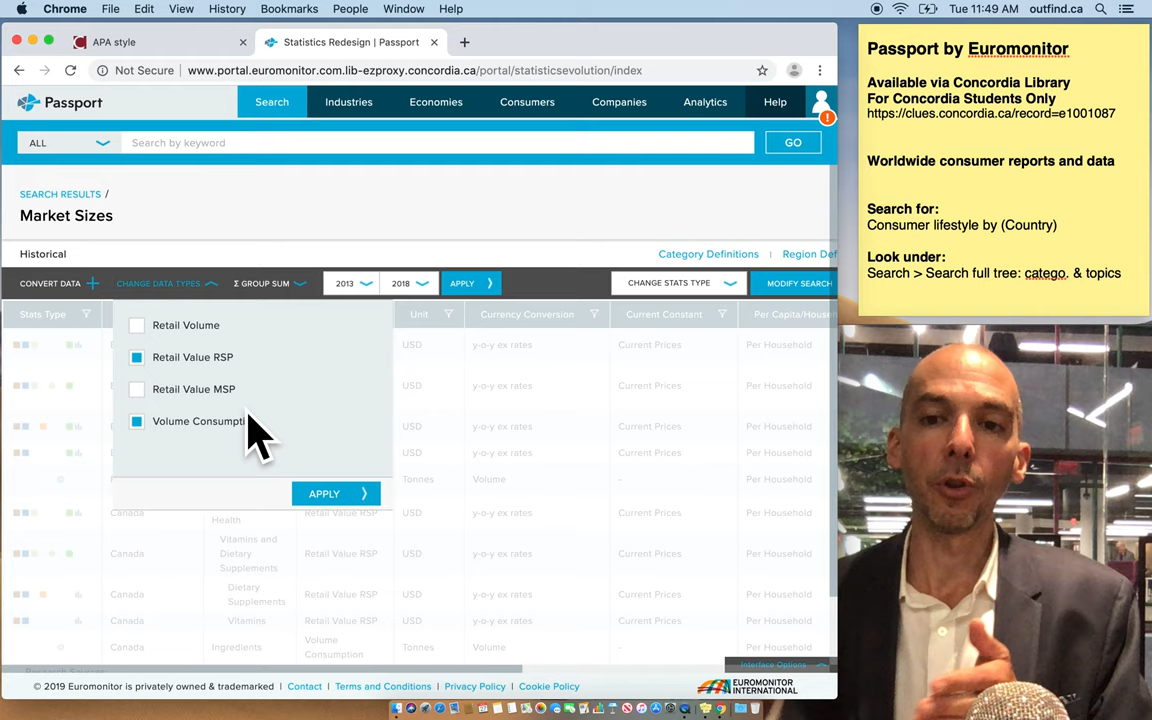 Chrome File Edit View History Bookmarks People Window Help Tue 11:49 AM outfind.ca
APA style
Statistics Redesign | Passport
Not Secure | www.portal.euromonitor.com.lib-ezproxy.concordia.ca/portal/statisticsevolution/index
Passport
Search Industries Economies Consumers Companies Analytics Help
!
ALL Search by keyword GO
SEARCH RESULTS /
Market Sizes
Historical Category Definitions | Region Def
CONVERT DATA CHANGE DATA TYPES Σ GROUP SUM 2013 2018 APPLY CHANGE STATS TYPE MODIFY SEARCH
Stats Type Unit Currency Conversion Current Constant Per Capita/House
Retail Volume
Retail Value RSP
Retail Value MSP
Volume Consumpti
APPLY
USD y-o-y ex rates Current Prices Per Household
USD y-o-y ex rates Current Prices Per Household
USD y-o-y ex rates Current Prices Per Household
USD y-o-y ex rates Current Prices Per Household
Tonnes Volume - Per Household
Canada Health Retail Value RSP USD y-o-y ex rates Current Prices Per Household
Canada Vitamins and Dietary Supplements Retail Value RSP USD y-o-y ex rates Current Prices Per Household
Canada Dietary Supplements Retail Value RSP USD y-o-y ex rates Current Prices Per Household
Canada Vitamins Retail Value RSP USD y-o-y ex rates Current Prices Per Household
Canada Ingredients Volume Consumption Tonnes Volume - Per Household
Research Sources
Interface Options
© 2019 Euromonitor is privately owned & trademarked | Contact | Terms and Conditions | Privacy Policy | Cookie Policy
EUROMONITOR
INTERNATIONAL
Passport by Euromonitor
Available via Concordia Library
For Concordia Students Only
https://clues.concordia.ca/record=e1001087
Worldwide consumer reports and data
Search for:
Consumer lifestyle by (Country)
Look under:
Search > Search full tree: catego. & topics